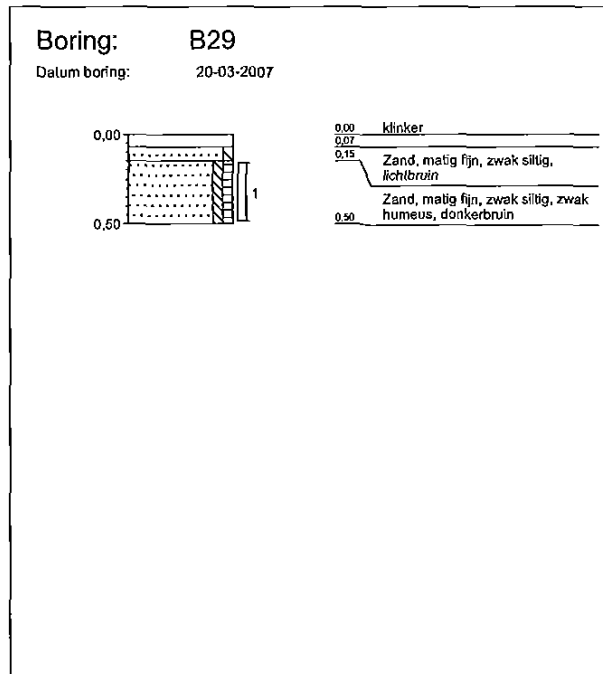 Boring: B29
Datum boring: 20-03-2007
0,00
0,50
1
0,00 klinker
0,07
0,15 Zand, matig fijn, zwak siltig,
lichtbruin
Zand, matig fijn, zwak siltig, zwak
0,50 humeus, donkerbruin